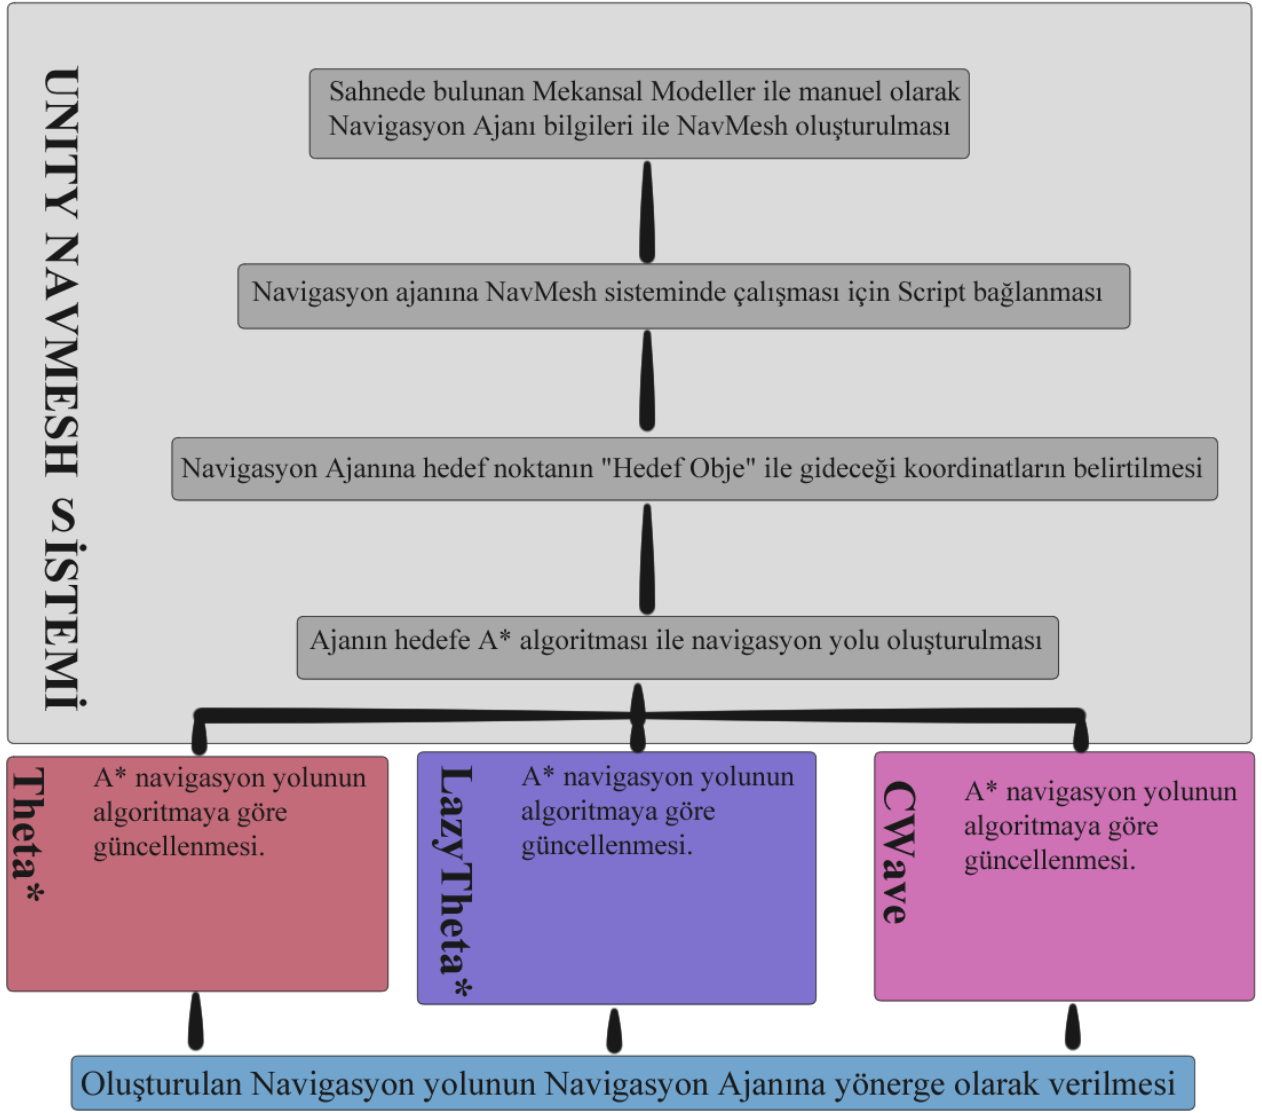 UNITY NAVMESH SİSTEMİ
Sahnede bulunan Mekansal Modeller ile manuel olarak
Navigasyon Ajanı bilgileri ile NavMesh oluşturulması
Navigasyon ajanına NavMesh sisteminde çalışması için Script bağlanması
Navigasyon Ajanına hedef noktanın "Hedef Obje" ile gideceği koordinatların belirtilmesi
Ajanın hedefe A* algoritması ile navigasyon yolu oluşturulması
Theta*
A* navigasyon yolunun
algoritmaya göre
güncellenmesi.
LazyTheta*
A* navigasyon yolunun
algoritmaya göre
güncellenmesi.
CWave
A* navigasyon yolunun
algoritmaya göre
güncellenmesi.
Oluşturulan Navigasyon yolunun Navigasyon Ajanına yönerge olarak verilmesi